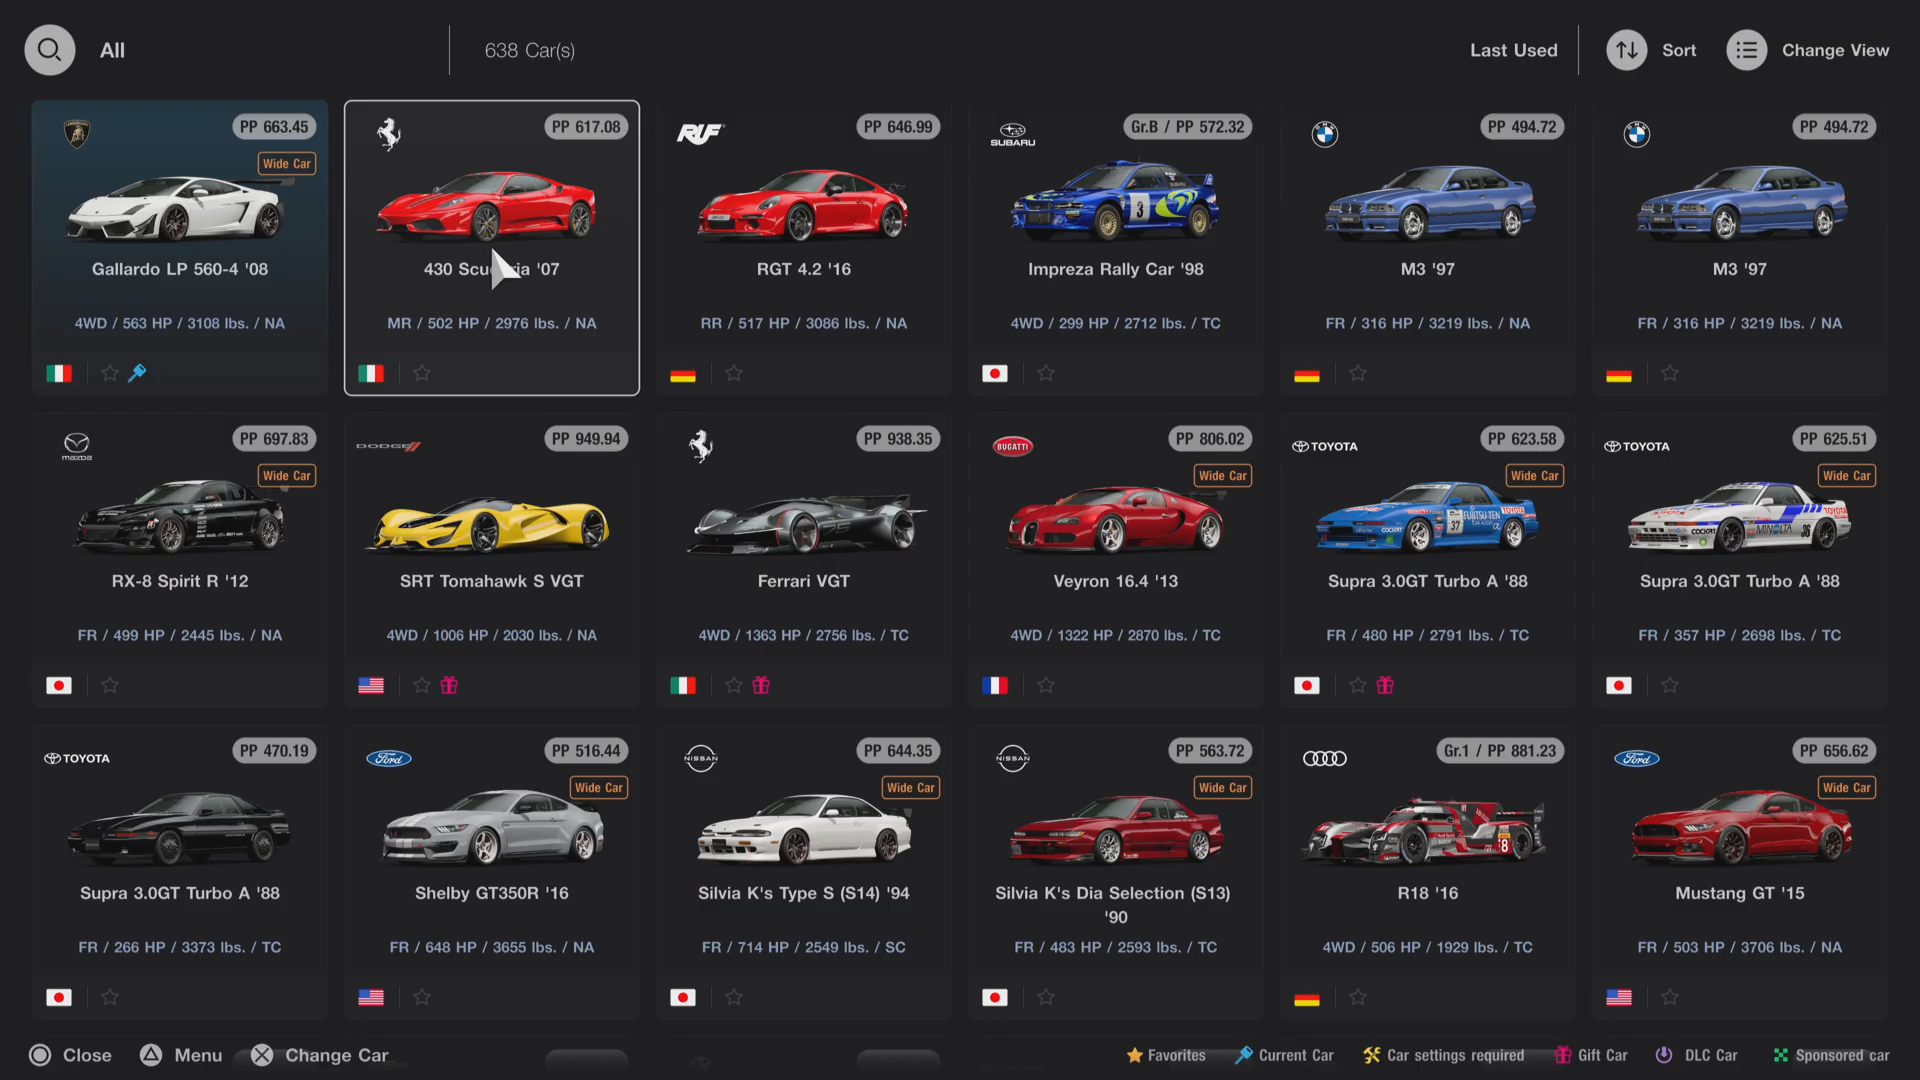 All
638 Car(s)
Last Used
Sort
Change View
PP 663.45
Wide Car
Gallardo LP 560-4 '08
4WD / 563 HP / 3108 lbs. / NA
PP 617.08
430 '07
MR / 502 HP / 2976 lbs. / NA
RUF
PP 646.99
RGT 4.2 '16
RR / 517 HP / 3086 lbs. / NA
SUBARU
Gr.B / PP 572.32
3
Impreza Rally Car '98
4WD / 299 HP / 2712 lbs. / TC
PP 494.72
M3 '97
FR / 316 HP / 3219 lbs. / NA
PP 494.72
M3 '97
FR / 316 HP / 3219 lbs. / NA
mazda
PP 697.83
Wide Car
RX-8 Spirit R '12
FR / 499 HP / 2445 lbs. / NA
DODGE
PP 949.94
SRT Tomahawk S VGT
4WD / 1006 HP / 2030 lbs. / NA
PP 938.35
Ferrari VGT
4WD / 1363 HP / 2756 lbs. / TC
BUGATTI
PP 806.02
Wide Car
Veyron 16.4 '13
4WD / 1322 HP / 2870 lbs. / TC
TOYOTA
PP 623.58
Wide Car
37
FUJITSU TEN
TOYOTA
Supra 3.0GT Turbo A '88
FR / 480 HP / 2791 lbs. / TC
TOYOTA
PP 625.51
Wide Car
MINOLTA
36
TOYOTA
Supra 3.0GT Turbo A '88
FR / 357 HP / 2698 lbs. / TC
TOYOTA
PP 470.19
Supra 3.0GT Turbo A '88
FR / 266 HP / 3373 lbs. / TC
Ford
PP 516.44
Wide Car
Shelby GT350R '16
FR / 648 HP / 3655 lbs. / NA
NISSAN
PP 644.35
Wide Car
Silvia K's Type S (S14) '94
FR / 714 HP / 2549 lbs. / SC
NISSAN
PP 563.72
Wide Car
Silvia K's Dia Selection (S13)
'90
FR / 483 HP / 2593 lbs. / TC
Gr.1 / PP 881.23
8
R18 '16
4WD / 506 HP / 1929 lbs. / TC
Ford
PP 656.62
Wide Car
Mustang GT '15
FR / 503 HP / 3706 lbs. / NA
Close
Menu
Change Car
Favorites
Current Car
Car settings required
Gift Car
DLC Car
Sponsored car